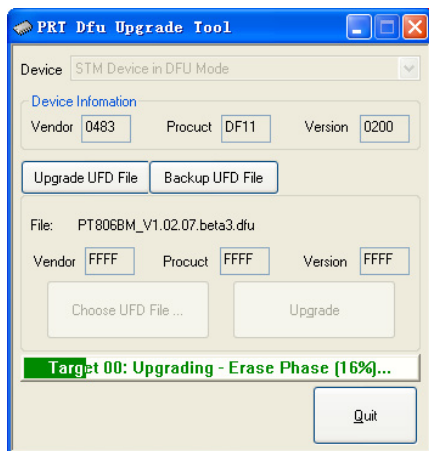 PRT Dfu Upgrade Tool
Device STM Device in DFU Mode
Device Infomation
Vendor 0483 Procuct DF11 Version 0200
Upgrade UFD File Backup UFD File
File: PT806BM_V1.02.07.beta3.dfu
Vendor FFFF Procuct FFFF Version FFFF
Choose UFD File ... Upgrade
Target 00: Upgrading - Erase Phase (16%)...
Quit